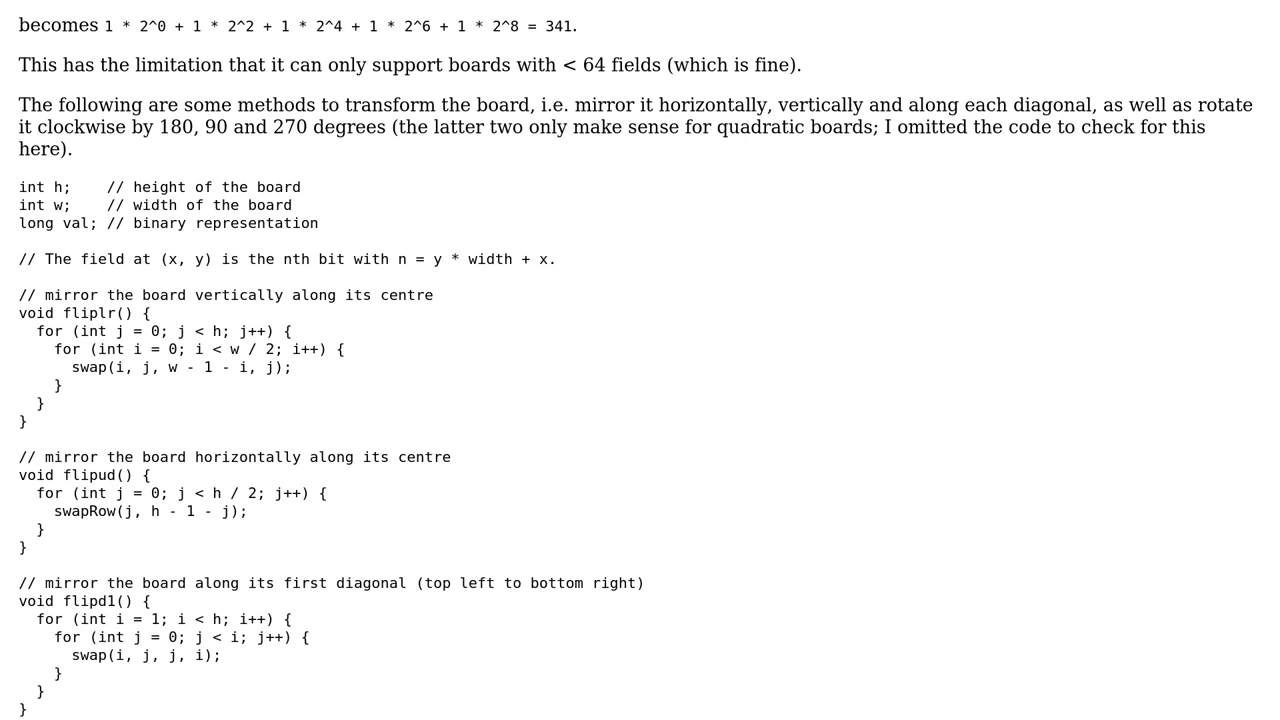 becomes 1 * 2^0 + 1 * 2^2 + 1 * 2^4 + 1 * 2^6 + 1 * 2^8 = 341.
This has the limitation that it can only support boards with < 64 fields (which is fine).
The following are some methods to transform the board, i.e. mirror it horizontally, vertically and along each diagonal, as well as rotate
it clockwise by 180, 90 and 270 degrees (the latter two only make sense for quadratic boards; I omitted the code to check for this
here).
int h;    // height of the board
int w;    // width of the board
long val; // binary representation
// The field at (x, y) is the nth bit with n = y * width + x.
// mirror the board vertically along its centre
void fliplr() {
  for (int j = 0; j < h; j++) {
    for (int i = 0; i < w / 2; i++) {
      swap(i, j, w - 1 - i, j);
    }
  }
}
// mirror the board horizontally along its centre
void flipud() {
  for (int j = 0; j < h / 2; j++) {
    swapRow(j, h - 1 - j);
  }
}
// mirror the board along its first diagonal (top left to bottom right)
void flipd1() {
  for (int i = 1; i < h; i++) {
    for (int j = 0; j < i; j++) {
      swap(i, j, j, i);
    }
  }
}